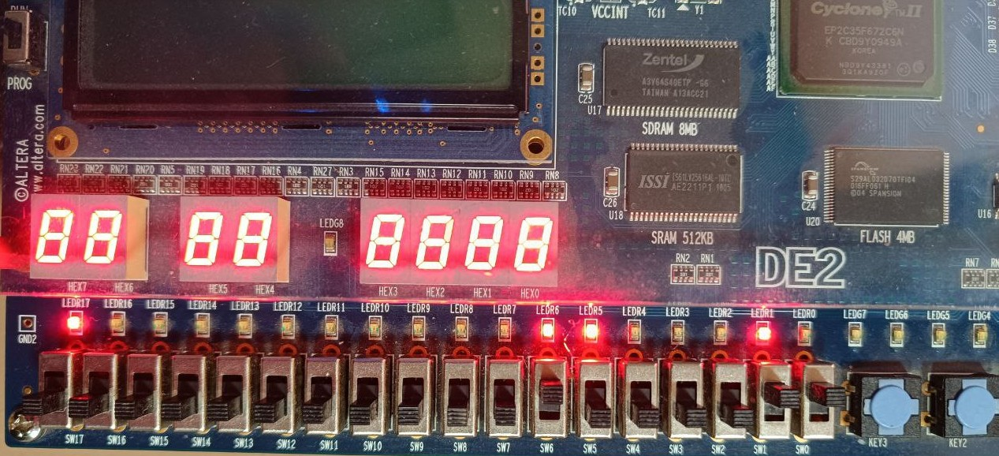 RUN
PROG
©ALTERA
www.altera.com
TC10
VCCINT
TC11
Y1
Cyclone™ II
EP2C35F672C6N
K CBD9Y0949A
KOREA
D38 D37
Zentel
A3V64S40ETP -G6
TAIWAN A13ACC21
C25
U17
SDRAM 8MB
ISSI
AE2211P1 1005
C26
U18
SRAM 512KB
S29AL032D70TFI04
©04 SPANSION
C24
U20
FLASH 4MB
U16
RN23 RN22 RN21 RN20 RN5 RN19 RN18 RN17 RN16 RN4 RN27 RN3 RN15 RN14 RN13 RN12 RN11 RN10 RN9 RN8
88 88 8888
LEDG8
HEX7 HEX6 HEX5 HEX4 HEX3 HEX2 HEX1 HEX0
RN2 RN1
DE2
RN7
LEDR17 LEDR16 LEDR15 LEDR14 LEDR13 LEDR12 LEDR11 LEDR10 LEDR9 LEDR8 LEDR7 LEDR6 LEDR5 LEDR4 LEDR3 LEDR2 LEDR1 LEDR0 LEDG7 LEDG6 LEDG5 LEDG4
GND2
SW17 SW16 SW15 SW14 SW13 SW12 SW11 SW10 SW9 SW8 SW7 SW6 SW5 SW4 SW3 SW2 SW1 SW0 KEY3 KEY2